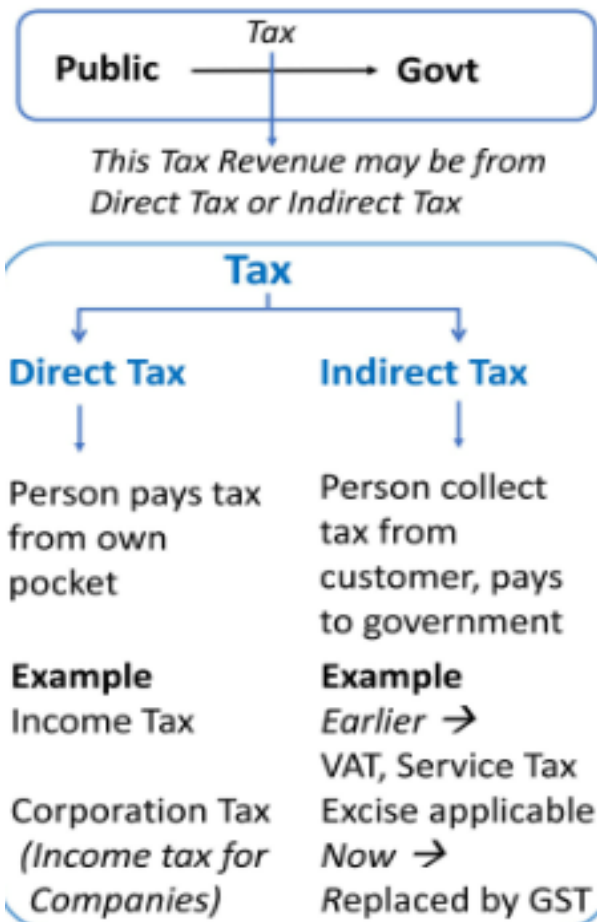 Tax
Public → Govt
This Tax Revenue may be from
Direct Tax or Indirect Tax
Tax
Direct Tax
Person pays tax
from own
pocket
Example
Income Tax
Corporation Tax
(Income tax for
Companies)
Indirect Tax
Person collect
tax from
customer, pays
to government
Example
Earlier →
VAT, Service Tax
Excise applicable
Now →
Replaced by GST